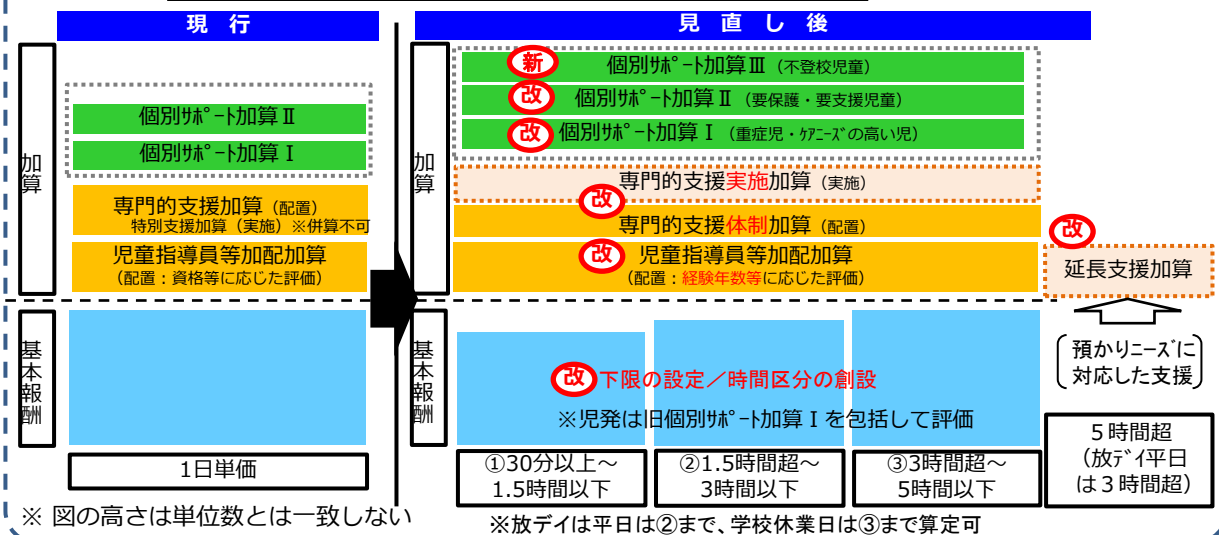 現 行
見 直 し 後
加算
個別ｻﾎﾟｰﾄ加算Ⅱ
個別ｻﾎﾟｰﾄ加算Ⅰ
専門的支援加算（配置）
特別支援加算（実施）※併算不可
児童指導員等加配加算
（配置：資格等に応じた評価）
基本報酬
1日単価
※ 図の高さは単位数とは一致しない
加算
新 個別ｻﾎﾟｰﾄ加算Ⅲ（不登校児童）
改 個別ｻﾎﾟｰﾄ加算Ⅱ（要保護・要支援児童）
改 個別ｻﾎﾟｰﾄ加算Ⅰ（重症児・ｹｱﾆｰｽﾞの高い児）
専門的支援実施加算（実施）
改
専門的支援体制加算（配置）
改 児童指導員等加配加算
（配置：経験年数等に応じた評価）
改
延長支援加算
預かりﾆｰｽﾞに
対応した支援
基本報酬
改 下限の設定／時間区分の創設
※児発は旧個別ｻﾎﾟｰﾄ加算Ⅰを包括して評価
①30分以上～
1.5時間以下
②1.5時間超～
3時間以下
③3時間超～
5時間以下
５時間超
（放ﾃﾞｲ平日
は３時間超）
※放デイは平日は②まで、学校休業日は③まで算定可